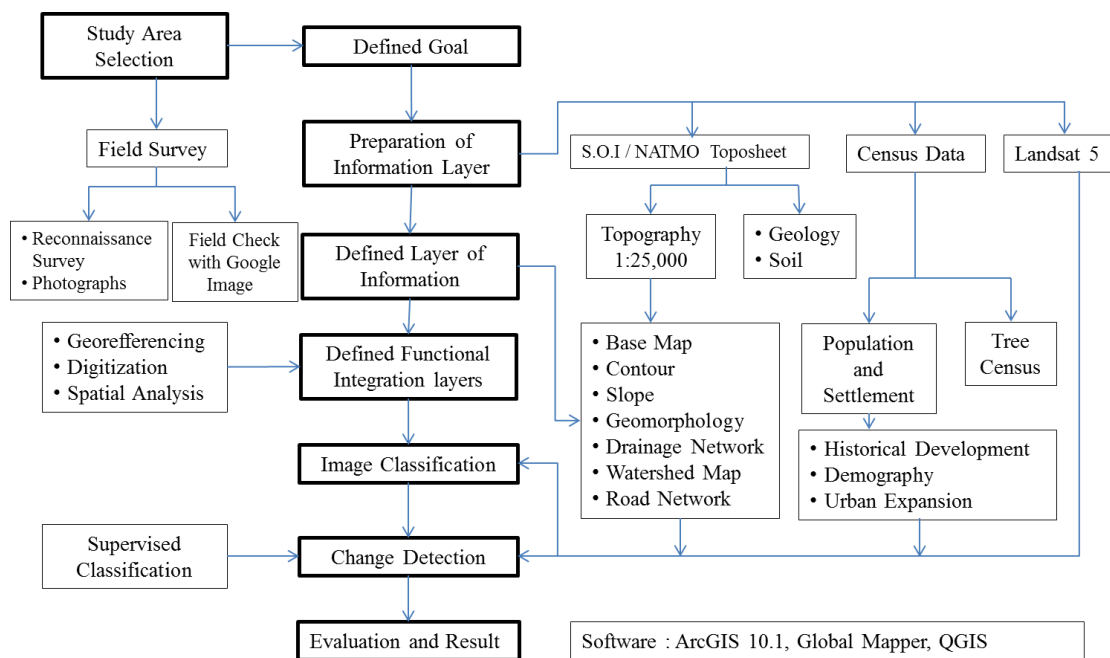 Study Area
Selection
Defined Goal
Preparation of
Information Layer
Field Survey
S.O.I / NATMO Toposheet
Census Data
Landsat 5
• Reconnaissance
Survey
• Photographs
Field Check
with Google
Image
Defined Layer of
Information
Topography
1:25,000
• Geology
• Soil
• Georefferencing
• Digitization
• Spatial Analysis
Defined Functional
Integration layers
• Base Map
• Contour
• Slope
• Geomorphology
• Drainage Network
• Watershed Map
• Road Network
Population
and
Settlement
Tree
Census
Image Classification
• Historical Development
• Demography
• Urban Expansion
Supervised
Classification
Change Detection
Evaluation and Result
Software : ArcGIS 10.1, Global Mapper, QGIS